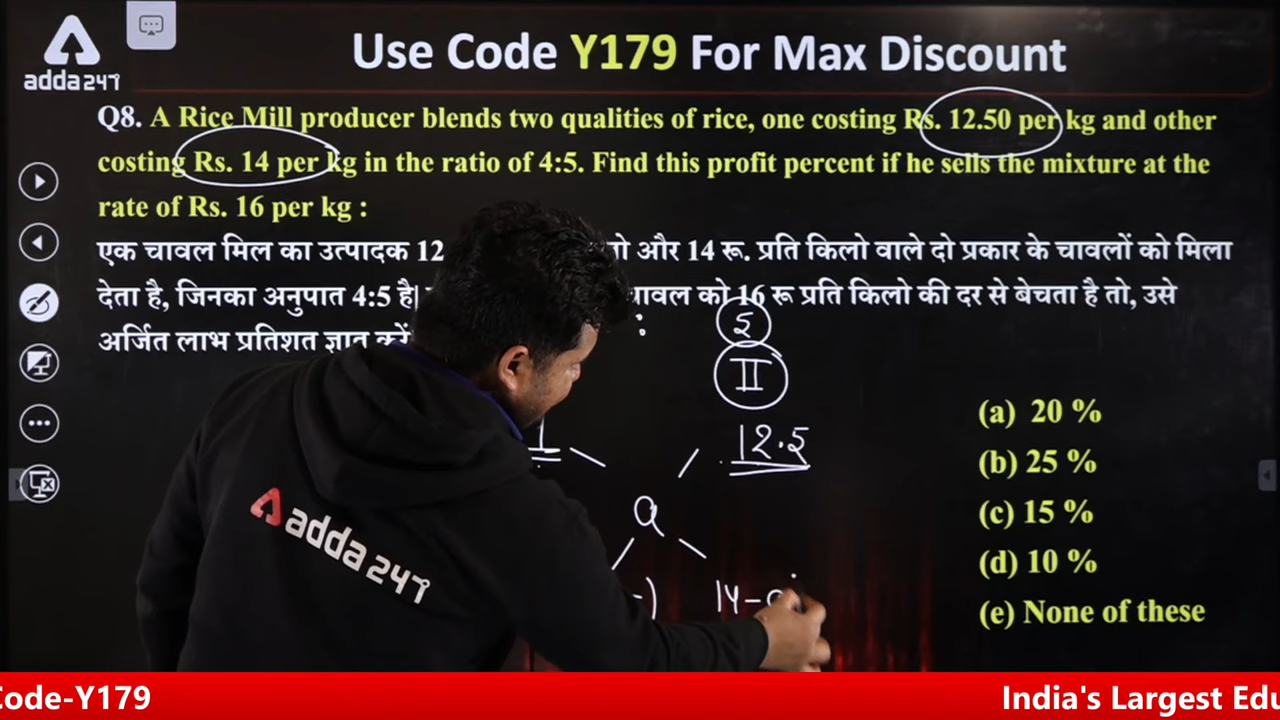 adda247
Use Code Y179 For Max Discount
Q8. A Rice Mill producer blends two qualities of rice, one costing Rs. 12.50 per kg and other
costing Rs. 14 per kg in the ratio of 4:5. Find this profit percent if he sells the mixture at the
rate of Rs. 16 per kg :
एक चावल मिल का उत्पादक 12 और 14 रू. प्रति किलो वाले दो प्रकार के चावलों को मिला
देता है, जिनका अनुपात 4:5 है| चावल को 16 रू प्रति किलो की दर से बेचता है तो, उसे
अर्जित लाभ प्रतिशत ज्ञात करें
: 5
II
12.5
a
14-a
(a) 20 %
(b) 25 %
(c) 15 %
(d) 10 %
(e) None of these
adda247
Code-Y179
India's Largest